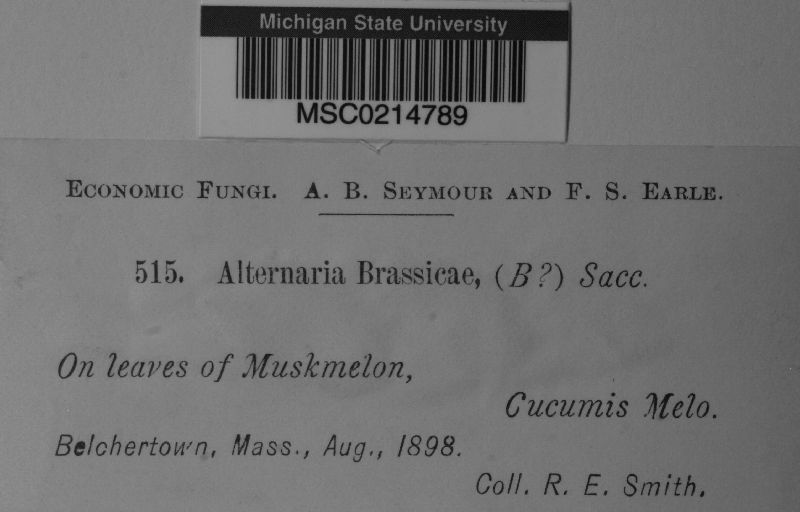 Michigan State University
MSC0214789
Economic Fungi. A. B. Seymour and F. S. Earle.
515. Alternaria Brassicae, (B?) Sacc.
On leaves of Muskmelon,
Cucumis Melo.
Belchertown, Mass., Aug., 1898.
Coll. R. E. Smith.